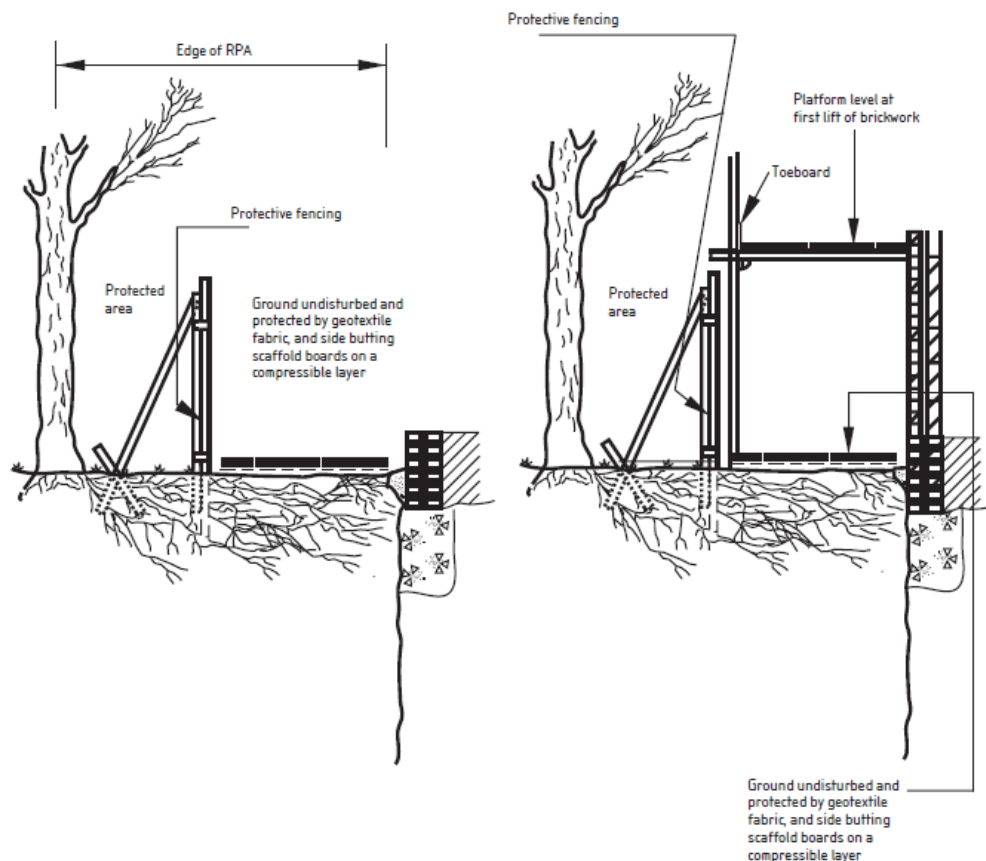 Edge of RPA
Protective fencing
Protected
area
Ground undisturbed and
protected by geotextile
fabric, and side butting
scaffold boards on a
compressible layer
Protective fencing
Platform level at
first lift of brickwork
Toeboard
Protected
area
Ground undisturbed and
protected by geotextile
fabric, and side butting
scaffold boards on a
compressible layer